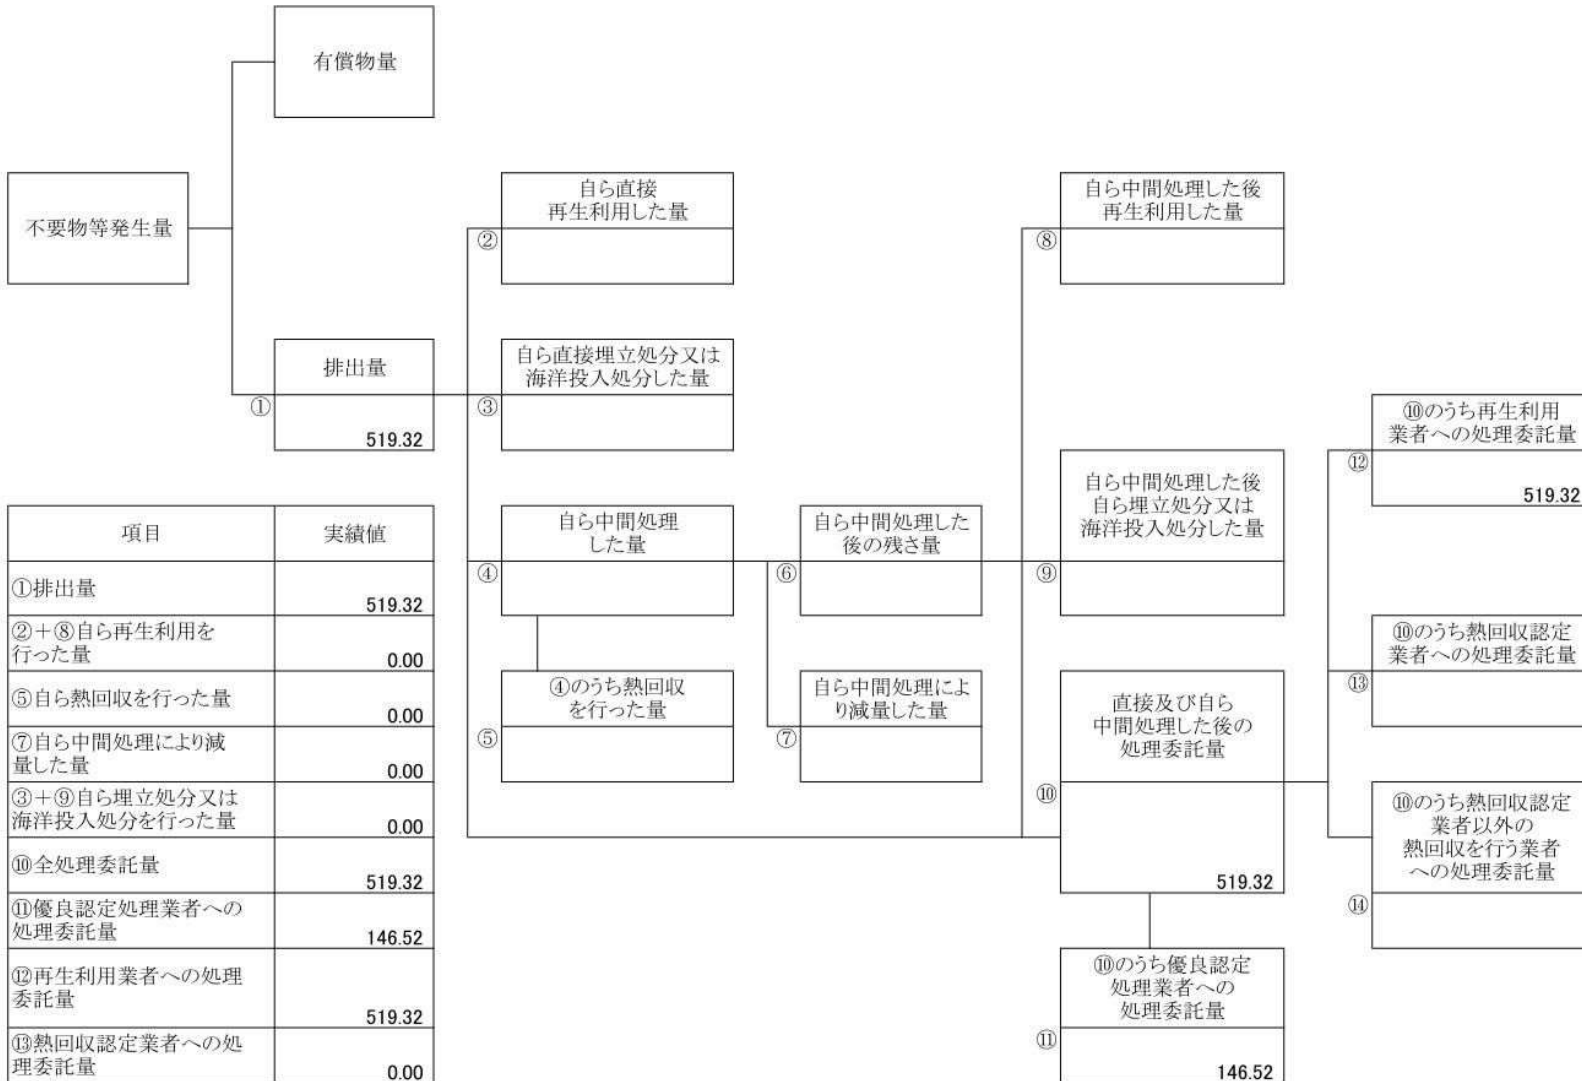 有償物量
不要物等発生量
自ら直接
再生利用した量
②
自ら中間処理した後
再生利用した量
⑧
排出量
①
519.32
自ら直接埋立処分又は
海洋投入処分した量
③
⑩のうち再生利用
業者への処理委託量
⑫
519.32
自ら中間処理した後
自ら埋立処分又は
海洋投入処分した量
⑨
自ら中間処理
した量
④
自ら中間処理した
後の残さ量
⑥
④のうち熱回収
を行った量
⑤
自ら中間処理によ
り減量した量
⑦
直接及び自ら
中間処理した後の
処理委託量
⑩
519.32
⑩のうち熱回収認定
業者への処理委託量
⑬
⑩のうち熱回収認定
業者以外の
熱回収を行う業者
への処理委託量
⑭
⑩のうち優良認定
処理業者への
処理委託量
⑪
146.52
項目 実績値
①排出量
519.32
②+⑧自ら再生利用を
行った量
0.00
⑤自ら熱回収を行った量
0.00
⑦自ら中間処理により減
量した量
0.00
③+⑨自ら埋立処分又は
海洋投入処分を行った量
0.00
⑩全処理委託量
519.32
⑪優良認定処理業者への
処理委託量
146.52
⑫再生利用業者への処理
委託量
519.32
⑬熱回収認定業者への処
理委託量
0.00